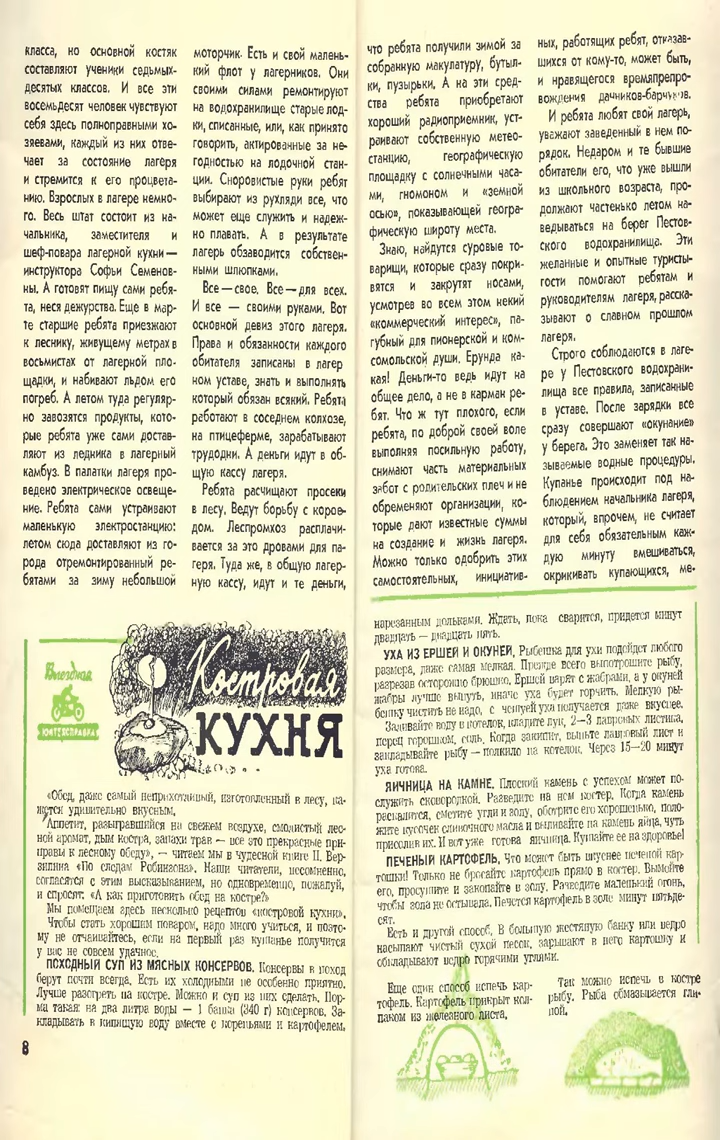 класса, но основной костяк
составляют ученики седьмых-
десятых классов. И все эти
восемьдесят человек чувствуют
себя здесь полноправными хо-
зяевами, каждый из них отве-
чает за состояние лагеря
и стремится к его процвета-
нию. Взрослых в лагере немно-
го. Весь штат состоит из на-
чальника, заместителя и
шеф-повара лагерной кухни —
инструктора Софьи Семенов-
ны. А готовят пищу сами ребя-
та, неся дежурства. Еще в мар-
те старшие ребята приезжают
к леснику, живущему метрах в
восьмистах от лагерной пло-
щадки, и набивают льдом его
погреб. А летом туда регуляр-
но завозятся продукты, кото-
рые ребята уже сами достав-
ляют из ледника в лагерный
камбуз. В палатки лагеря про-
ведено электрическое освеще-
ние. Ребята сами устраивают
маленькую электростанцию:
летом сюда доставляют из го-
рода отремонтированный ре-
бятами за зиму небольшой
моторчик. Есть и свой малень-
кий флот у лагерников. Они
своими силами ремонтируют
на водохранилище старые лод-
ки, списанные, или, как принято
говорить, актированные за не-
годностью на лодочной стан-
ции. Сноровистые руки ребят
выбирают из рухляди все, что
может еще служить и надеж-
но плавать. А в результате
лагерь обзаводится собствен-
ными шлюпками.
Все — свое. Все — для всех.
И все — своими руками. Вот
основной девиз этого лагеря.
Права и обязанности каждого
обитателя записаны в лагер
ном уставе, знать и выполнять
который обязан всякий. Ребята
работают в соседнем колхозе,
на птицеферме, зарабатывают
трудодни. А деньги идут в об-
щую кассу лагеря.
Ребята расчищают просеки
в лесу. Ведут борьбу с корое-
дом. Леспромхоз расплачи-
вается за это дровами для ла-
геря. Туда же, в общую лагер-
ную кассу, идут и те деньги,
что ребята получили зимой за
собранную макулатуру, бутыл-
ки, пузырьки. А на эти сред-
ства ребята приобретают
хороший радиоприемник, уст-
раивают собственную метео-
станцию, географическую
площадку с солнечными часа-
ми, гномоном и «земной
осью», показывающей геогра-
фическую широту места.
Знаю, найдутся суровые то-
варищи, которые сразу покри-
вятся и закрутят носами,
усмотрев во всем этом некий
«коммерческий интерес», па-
губный для пионерской и ком-
сомольской души. Ерунда ка-
кая! Деньги-то ведь идут на
общее дело, а не в карман ре-
бят. Что ж тут плохого, если
ребята, по доброй своей воле
выполняя посильную работу,
снимают часть материальных
забот с родительских плеч и не
обременяют организации, ко-
торые дают известные суммы
на создание и жизнь лагеря.
Можно только одобрить этих
самостоятельных, инициатив-
ных, работящих ребят, отказав-
шихся от кому-то, может быть,
и нравящегося времяпрепро-
вождения дачников-барчуков.
И ребята любят свой лагерь,
уважают заведенный в нем по-
рядок. Недаром и те бывшие
обитатели его, что уже вышли
из школьного возраста, про-
должают частенько летом на-
ведываться на берег Пестов-
ского водохранилища. Эти
желанные и опытные туристы-
гости помогают ребятам и
руководителям лагеря, расска-
зывают о славном прошлом
лагеря.
Строго соблюдаются в лаге-
ре у Пестовского водохрани-
лища все правила, записанные
в уставе. После зарядки все
сразу совершают «окунание»
у берега. Это заменяет так на-
зываемые водные процедуры.
Купанье происходит под на-
блюдением начальника лагеря,
который, впрочем, не считает
для себя обязательным каж-
дую минуту вмешиваться,
окрикивать купающихся, ме-
Выездная
ЮНТЕХСПРАВКА
Костровая
КУХНЯ
«Обед, даже самый неприхотливый, изготовленный в лесу, ка-
жется удивительно вкусным.
Аппетит, разыгравшийся на свежем воздухе, смолистый лес-
ной аромат, дым костра, запахи трав — все это прекрасные при-
правы к лесному обеду», — читаем мы в чудесной книге П. Вер-
зилина «По следам Робинзона». Наши читатели, несомненно,
согласятся с этим высказыванием, но одновременно, пожалуй,
и спросят: «А как приготовить обед на костре?»
Мы помещаем здесь несколько рецептов «костровой кухни».
Чтобы стать хорошим поваром, надо много учиться, и поэто-
му не отчаивайтесь, если на первый раз кушанье получится
у вас не совсем удачное.
ПОХОДНЫЙ СУП ИЗ МЯСНЫХ КОНСЕРВОВ. Консервы в поход
берут почти всегда. Есть их холодными не особенно приятно.
Лучше разогреть на костре. Можно и суп из них сделать. Нор-
ма такая: на два литра воды — 1 банка (340 г) консервов. За-
кладывать в кипящую воду вместе с кореньями и картофелем,
8
нарезанным дольками. Ждать, пока сварится, придется минут
двадцать — двадцать пять.
УХА ИЗ ЕРШЕЙ И ОКУНЕЙ. Рыбешка для ухи подойдет любого
размера, даже самая мелкая. Прежде всего выпотрошите рыбу,
разрезав осторожно брюшко. Ершей варят с жабрами, а у окуней
жабры лучше вынуть, иначе уха будет горчить. Мелкую ры-
бешку чистить не надо, с чешуей уха получается даже вкуснее.
Заливайте воду в котелок, кладите лук, 2—3 лавровых листика,
перец горошком, соль. Когда закипит, выньте лавровый лист и
закладывайте рыбу — полкило на котелок. Через 15—20 минут
уха готова.
ЯИЧНИЦА НА КАМНЕ. Плоский камень с успехом может по-
служить сковородкой. Разведите на нем костер. Когда камень
раскалится, сметите угли и воду, оботрите его хорошенько, поло-
жите кусочек сливочного масла и выливайте на камень яйца, чуть
присолив их. И вот уже готова яичница. Кушайте ее на здоровье!
ПЕЧЕНЫЙ КАРТОФЕЛЬ. Что может быть вкуснее печеной кар-
тошки! Только не бросайте картофель прямо в костер. Вымойте
его, просушите и закопайте в золу. Разведите маленький огонь,
чтобы зола не остывала. Печется картофель в золе минут пятьде-
сят.
Есть и другой способ. В большую жестяную банку или ведро
насыпают чистый сухой песок, зарывают в него картошку и
обкладывают ведро горячими углями.
Еще один способ испечь кар-
тофель. Картофель прикрыт кол-
паком из железного листа.
Так можно испечь в костре
рыбу. Рыба обмазывается гли-
ной.